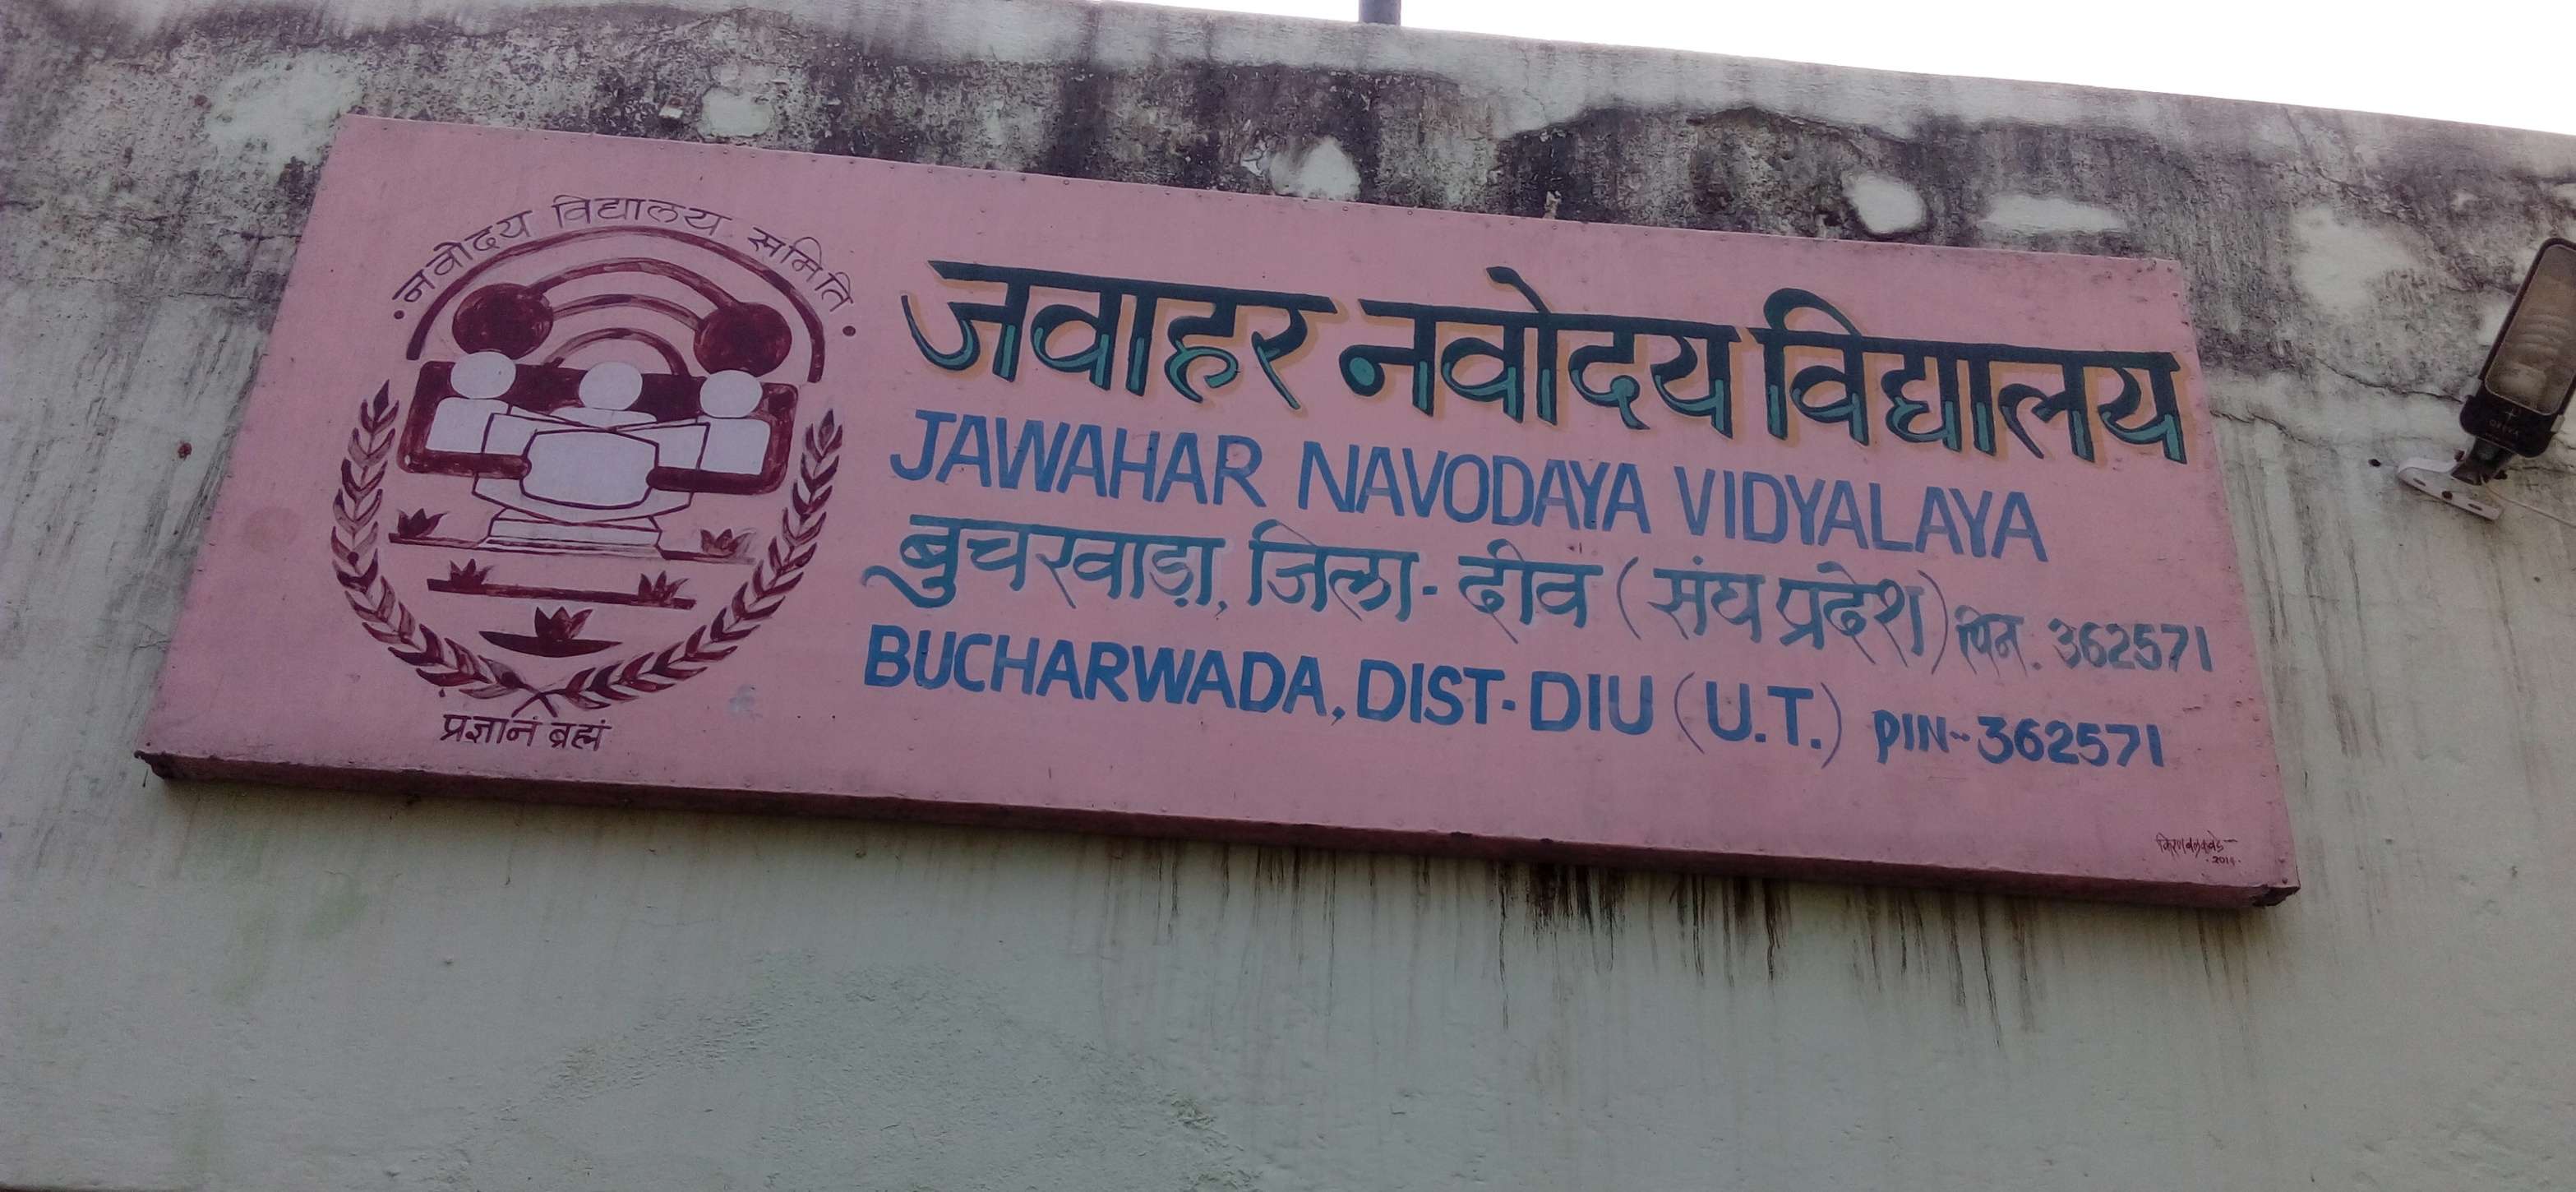 नवोदय विद्यालय समिति
प्रज्ञानं ब्रह्मं
जवाहर नवोदय विद्यालय
JAWAHAR NAVODAYA VIDYALAYA
बुचरवाडा, जिला- दीव (संघ प्रदेश) पिन. 362571
BUCHARWADA, DIST-DIU (U.T.) PIN-362571